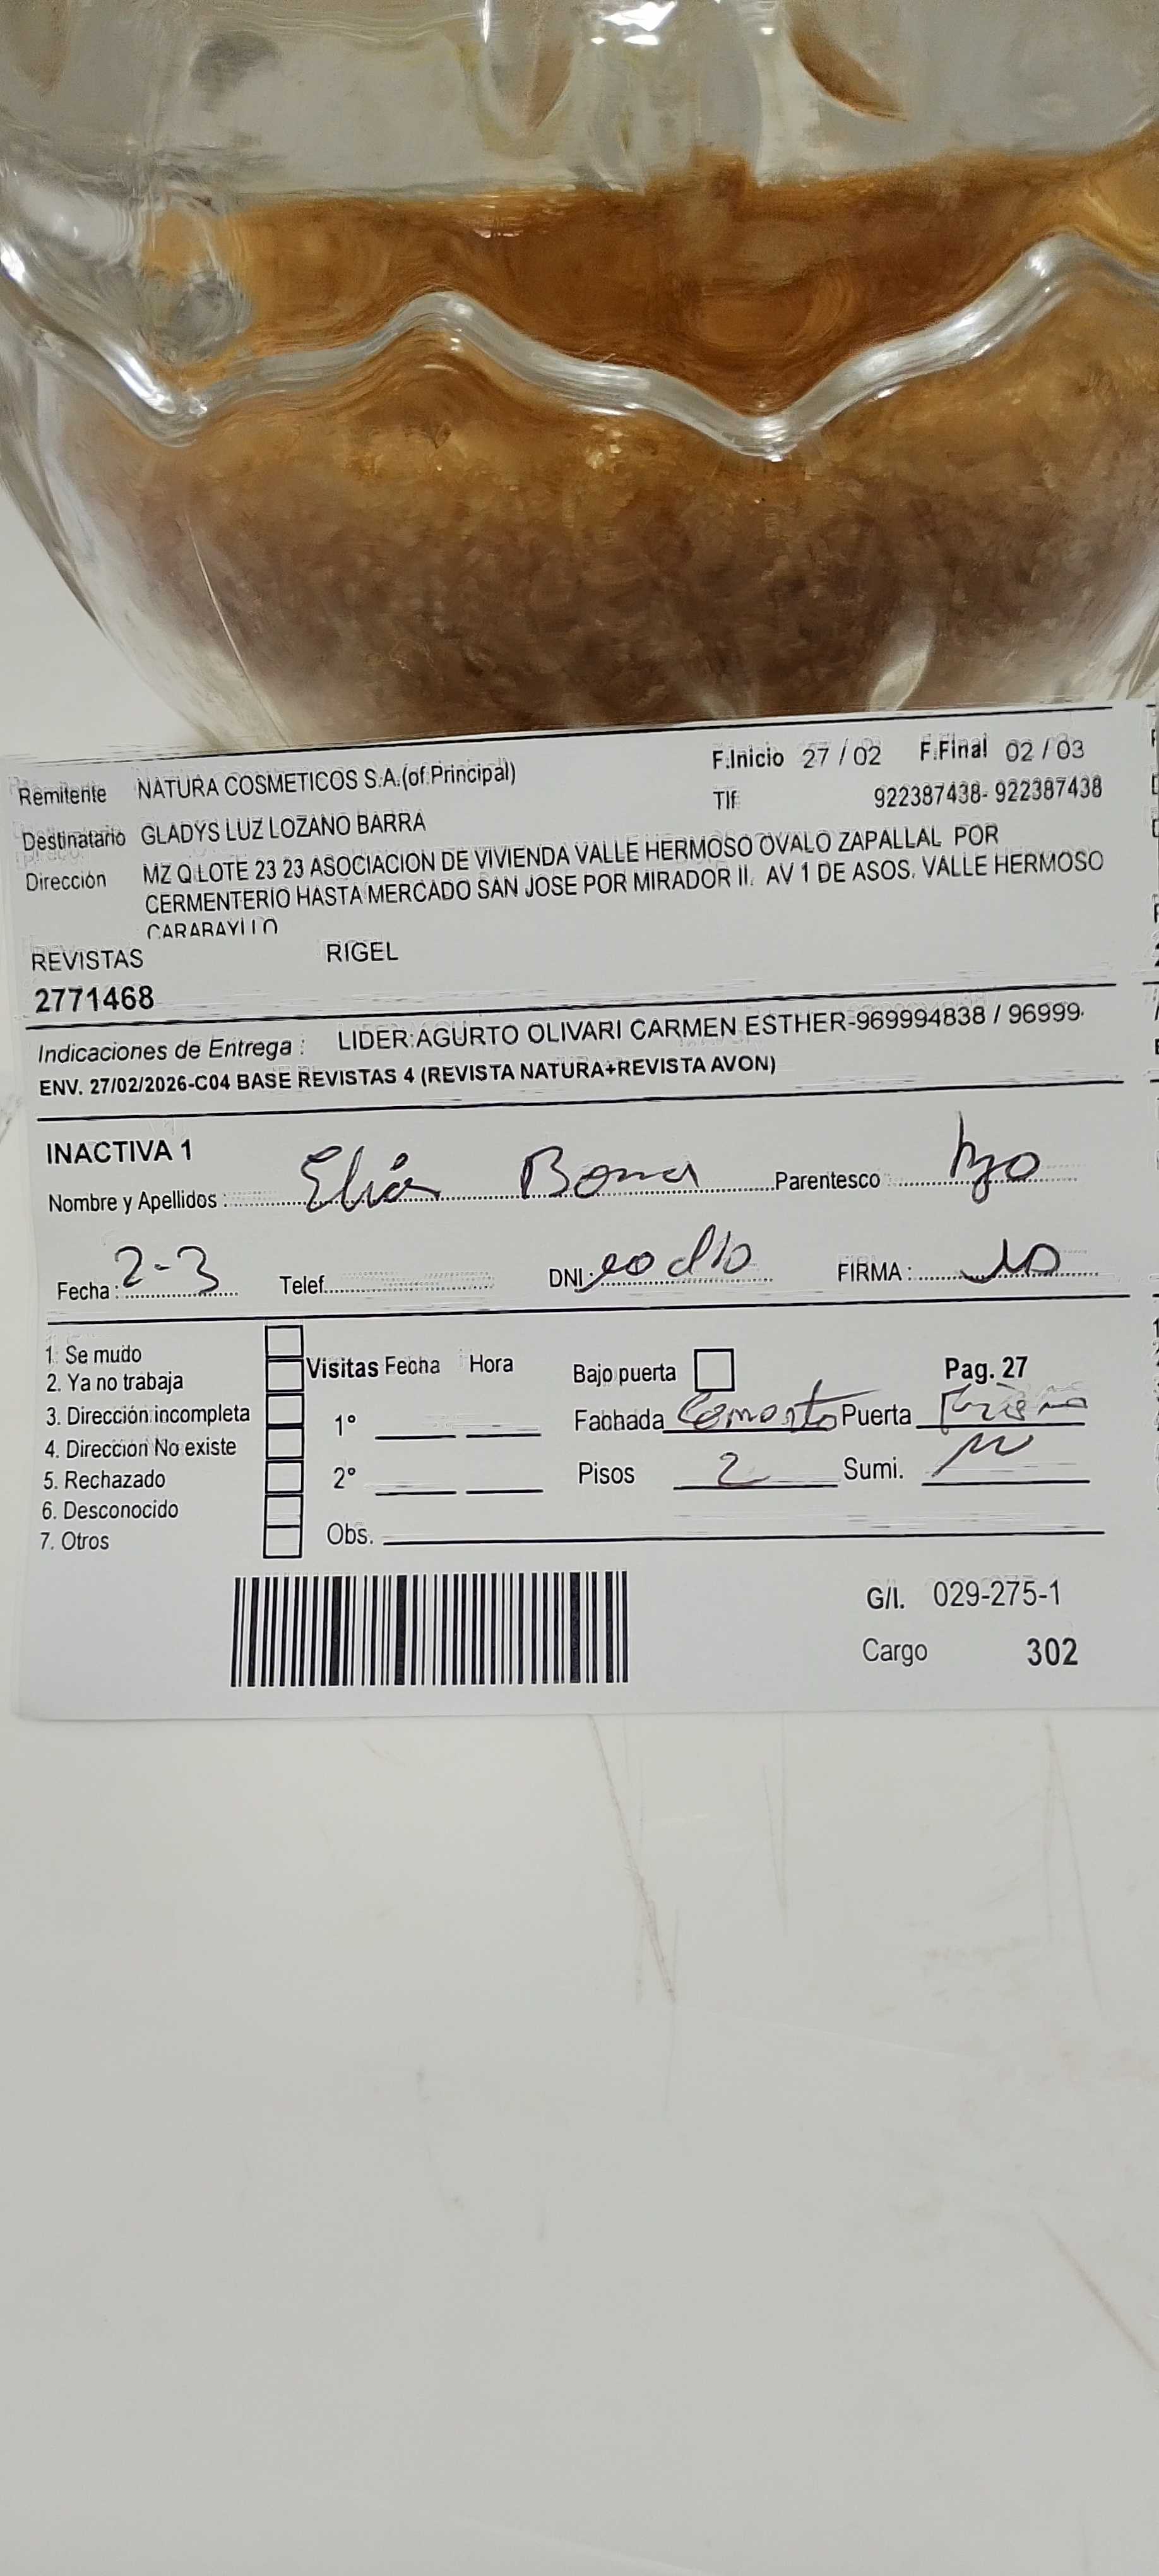 Remitente NATURA COSMETICOS S.A.(of.Principal) F.Inicio 27 / 02 F.Final 02 / 03
Tlf 922387438- 922387438
Destinatario GLADYS LUZ LOZANO BARRA
Dirección MZ Q LOTE 23 23 ASOCIACION DE VIVIENDA VALLE HERMOSO OVALO ZAPALLAL POR
CERMENTERIO HASTA MERCADO SAN JOSE POR MIRADOR II. AV 1 DE ASOS. VALLE HERMOSO
CARABAYLLO
REVISTAS RIGEL
2771468
Indicaciones de Entrega : LIDER:AGURTO OLIVARI CARMEN ESTHER-969994838 / 96999
ENV. 27/02/2026-C04 BASE REVISTAS 4 (REVISTA NATURA+REVISTA AVON)
INACTIVA 1
Nombre y Apellidos : Elias Parentesco hijo
Fecha : 2-3 Telef. DNI: FIRMA :
1. Se mudo
2. Ya no trabaja
3. Dirección incompleta
4. Dirección No existe
5. Rechazado
6. Desconocido
7. Otros
Visitas Fecha Hora Bajo puerta Pag. 27
1° Fachada Puerta
2° Pisos 2 Sumi.
Obs.
G/I. 029-275-1
Cargo 302